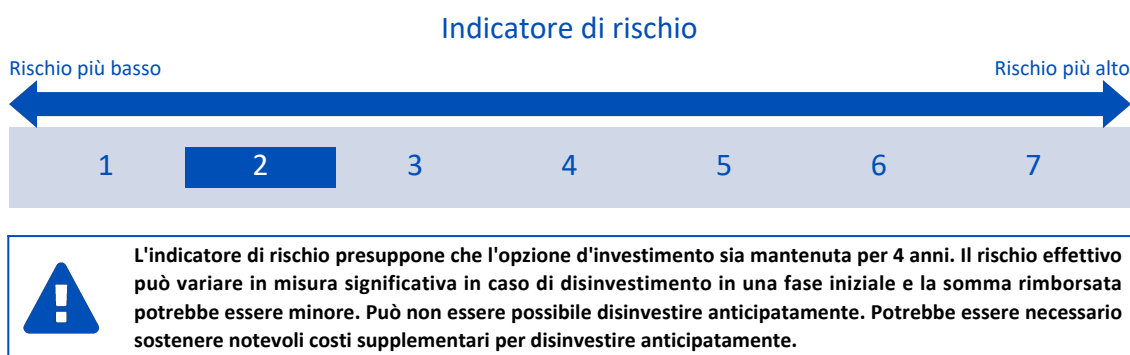 Indicatore di rischio
Rischio più basso
Rischio più alto
1 2 3 4 5 6 7
L'indicatore di rischio presuppone che l'opzione d'investimento sia mantenuta per 4 anni. Il rischio effettivo
può variare in misura significativa in caso di disinvestimento in una fase iniziale e la somma rimborsata
potrebbe essere minore. Può non essere possibile disinvestire anticipatamente. Potrebbe essere necessario
sostenere notevoli costi supplementari per disinvestire anticipatamente.